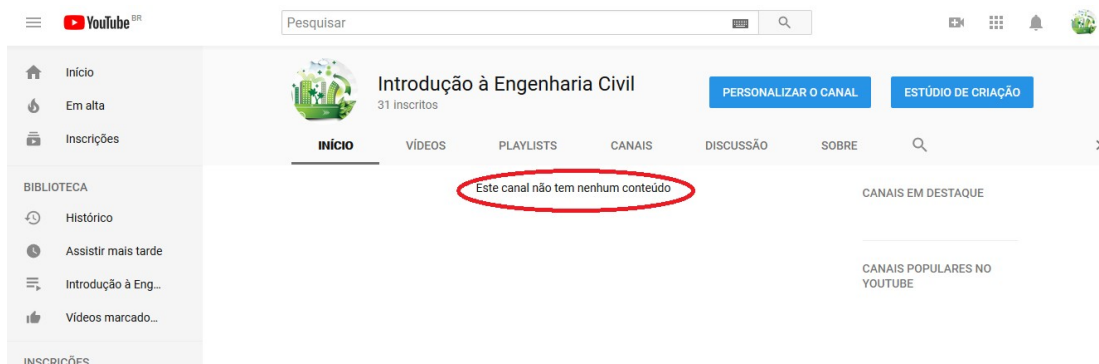 YouTube BR
Pesquisar
Início
Em alta
Inscrições
BIBLIOTECA
Histórico
Assistir mais tarde
Introdução à Eng...
Vídeos marcado...
INSCRIÇÕES
Introdução à Engenharia Civil
31 inscritos
PERSONALIZAR O CANAL
ESTÚDIO DE CRIAÇÃO
INÍCIO VÍDEOS PLAYLISTS CANAIS DISCUSSÃO SOBRE
Este canal não tem nenhum conteúdo
CANAIS EM DESTAQUE
CANAIS POPULARES NO
YOUTUBE